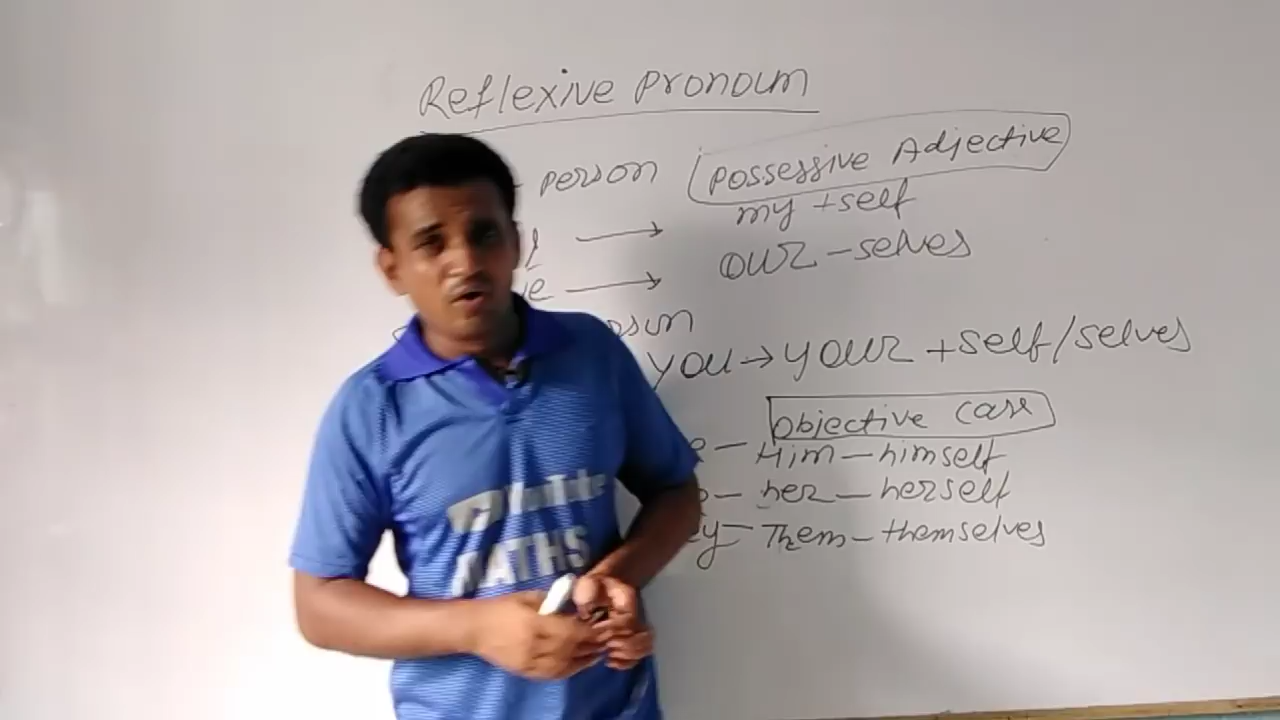 Reflexive Pronoun
person Possessive Adjective
my +self
our -selves
you → your +self/selves
objective case
Him - himself
her - herself
Them - themselves
MATHS